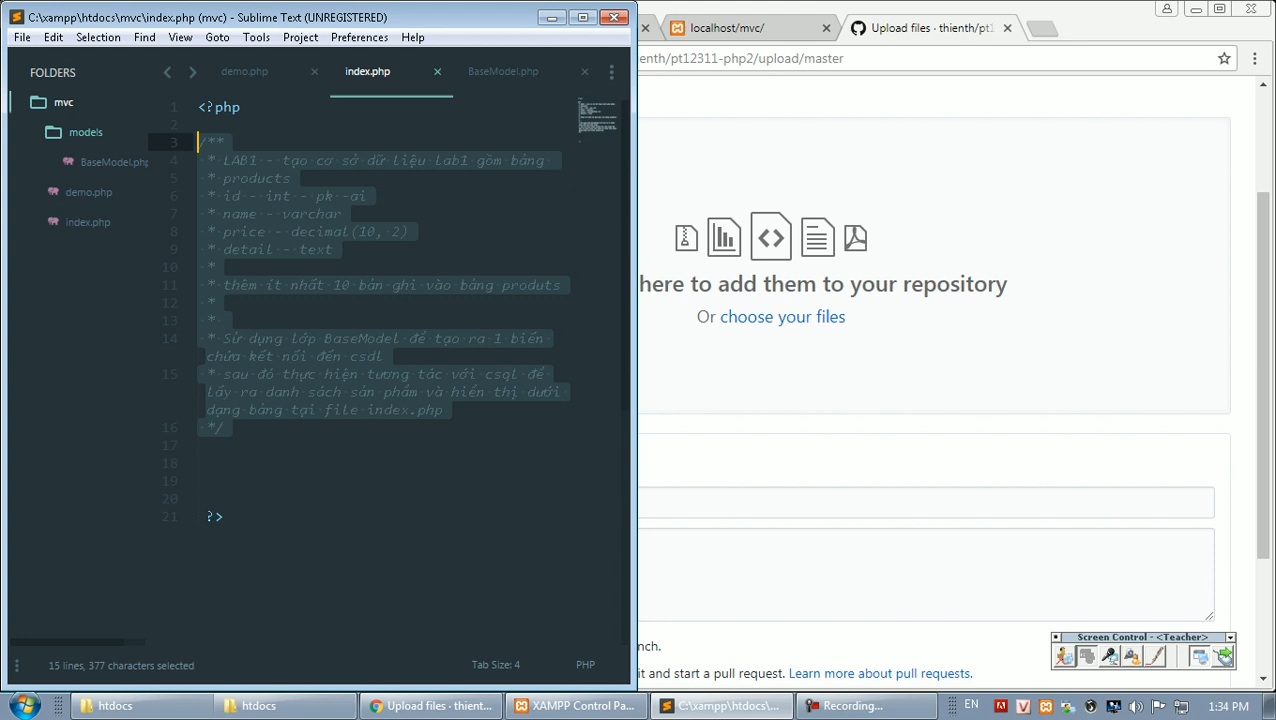 C:\xampp\htdocs\mvc\index.php (mvc) - Sublime Text (UNREGISTERED)
File Edit Selection Find View Goto Tools Project Preferences Help
FOLDERS
mvc
models
BaseModel.php
demo.php
index.php
demo.php index.php BaseModel.php
1 <?php
2
3 /**
4 * LAB1 - tạo cơ sở dữ liệu lab1 gồm bảng
5 * products
6 * id - int - pk -ai
7 * name - varchar
8 * price - decimal(10, 2)
9 * detail - text
10 *
11 * thêm ít nhất 10 bản ghi vào bảng produts
12 *
13 *
14 * Sử dụng lớp BaseModel để tạo ra 1 biến
chứa kết nối đến csdl
15 * sau đó thực hiện tương tác với csql để
lấy ra danh sách sản phẩm và hiển thị dưới
dạng bảng tại file index.php
16 */
17
18
19
20
21 ?>
15 lines, 377 characters selected Tab Size: 4 PHP
localhost/mvc/ Upload files · thienth/pt1
enth/pt12311-php2/upload/master
here to add them to your repository
Or choose your files
nch.
it and start a pull request. Learn more about pull requests.
Screen Control - <Teacher>
htdocs htdocs Upload files · thienth/... XAMPP Control Pa... C:\xampp\htdocs\... Recording... EN 1:34 PM